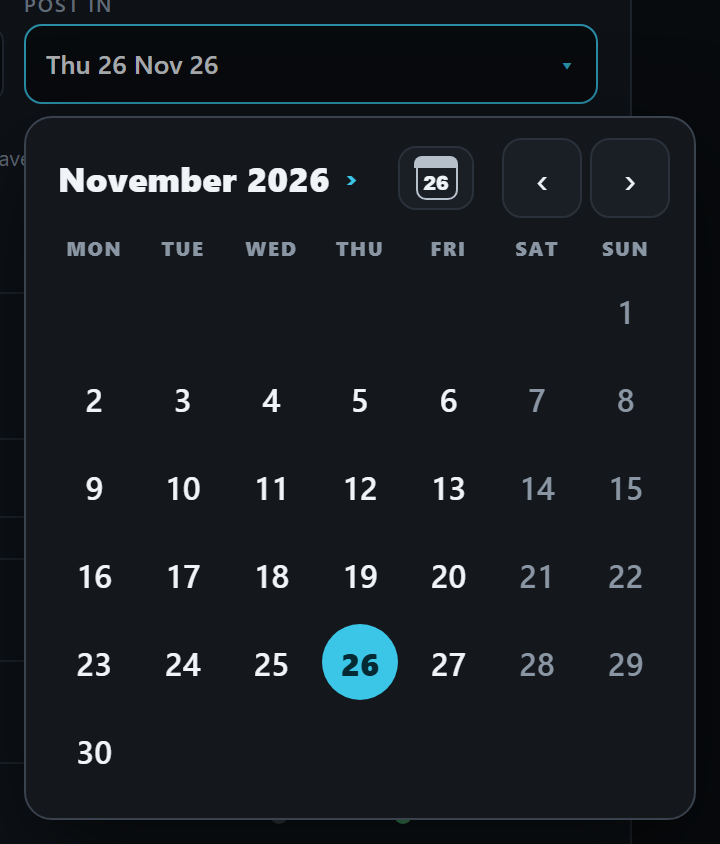 POST IN
Thu 26 Nov 26
ave
November 2026 › 26 ‹ ›
MON TUE WED THU FRI SAT SUN
1
2 3 4 5 6 7 8
9 10 11 12 13 14 15
16 17 18 19 20 21 22
23 24 25 26 27 28 29
30